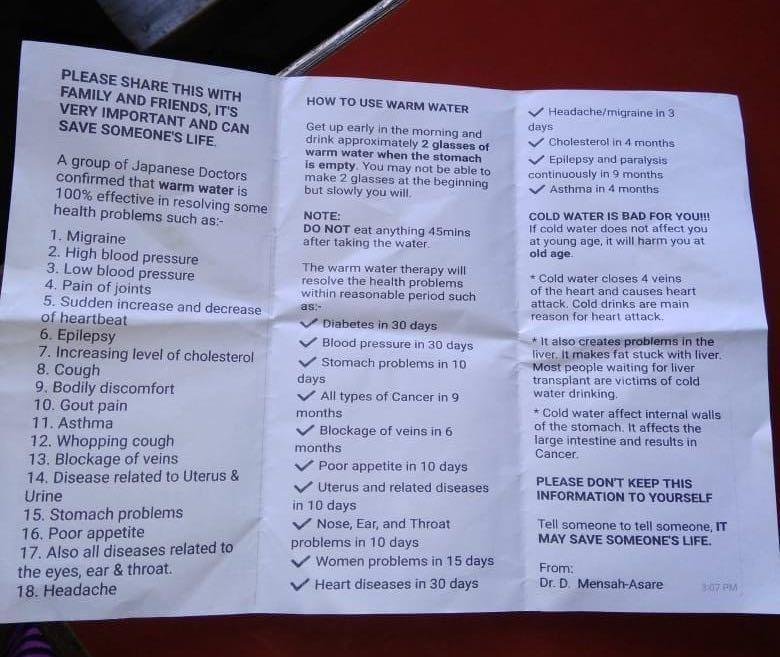 PLEASE SHARE THIS WITH
FAMILY AND FRIENDS, IT'S
VERY IMPORTANT AND CAN
SAVE SOMEONE'S LIFE.
A group of Japanese Doctors
confirmed that warm water is
100% effective in resolving some
health problems such as:-
1. Migraine
2. High blood pressure
3. Low blood pressure
4. Pain of joints
5. Sudden increase and decrease
of heartbeat
6. Epilepsy
7. Increasing level of cholesterol
8. Cough
9. Bodily discomfort
10. Gout pain
11. Asthma
12. Whopping cough
13. Blockage of veins
14. Disease related to Uterus &
Urine
15. Stomach problems
16. Poor appetite
17. Also all diseases related to
the eyes, ear & throat.
18. Headache
HOW TO USE WARM WATER
Get up early in the morning and
drink approximately 2 glasses of
warm water when the stomach
is empty. You may not be able to
make 2 glasses at the beginning
but slowly you will.
NOTE:
DO NOT eat anything 45mins
after taking the water.
The warm water therapy will
resolve the health problems
within reasonable period such
as:-
✓ Diabetes in 30 days
✓ Blood pressure in 30 days
✓ Stomach problems in 10
days
✓ All types of Cancer in 9
months
✓ Blockage of veins in 6
months
✓ Poor appetite in 10 days
✓ Uterus and related diseases
in 10 days
✓ Nose, Ear, and Throat
problems in 10 days
✓ Women problems in 15 days
✓ Heart diseases in 30 days
✓ Headache/migraine in 3
days
✓ Cholesterol in 4 months
✓ Epilepsy and paralysis
continuously in 9 months
✓ Asthma in 4 months
COLD WATER IS BAD FOR YOU!!!
If cold water does not affect you
at young age, it will harm you at
old age.
* Cold water closes 4 veins
of the heart and causes heart
attack. Cold drinks are main
reason for heart attack.
* It also creates problems in the
liver. It makes fat stuck with liver.
Most people waiting for liver
transplant are victims of cold
water drinking.
* Cold water affect internal walls
of the stomach. It affects the
large intestine and results in
Cancer.
PLEASE DON'T KEEP THIS
INFORMATION TO YOURSELF
Tell someone to tell someone, IT
MAY SAVE SOMEONE'S LIFE.
From:
Dr. D. Mensah-Asare
3:07 PM